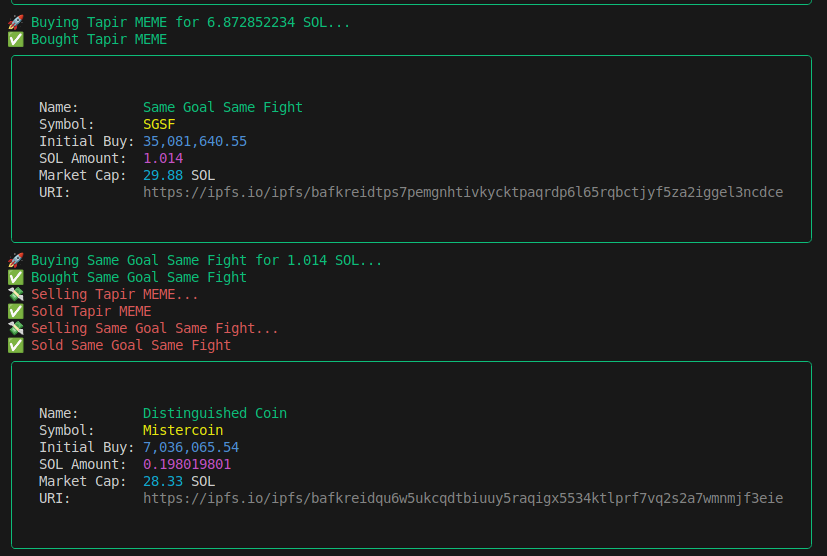 🚀 Buying Tapir MEME for 6.872852234 SOL...
✅ Bought Tapir MEME
Name: Same Goal Same Fight
Symbol: SGSF
Initial Buy: 35,081,640.55
SOL Amount: 1.014
Market Cap: 29.88 SOL
URI: https://ipfs.io/ipfs/bafkreidtps7pemgnhtivkycktpaqrdp6l65rqbctjyf5za2iggel3ncdce
🚀 Buying Same Goal Same Fight for 1.014 SOL...
✅ Bought Same Goal Same Fight
💸 Selling Tapir MEME...
✅ Sold Tapir MEME
💸 Selling Same Goal Same Fight...
✅ Sold Same Goal Same Fight
Name: Distinguished Coin
Symbol: Mistercoin
Initial Buy: 7,036,065.54
SOL Amount: 0.198019801
Market Cap: 28.33 SOL
URI: https://ipfs.io/ipfs/bafkreidqu6w5ukcqdtbiuuy5raqigx5534ktlprf7vq2s2a7wmnmjf3eie